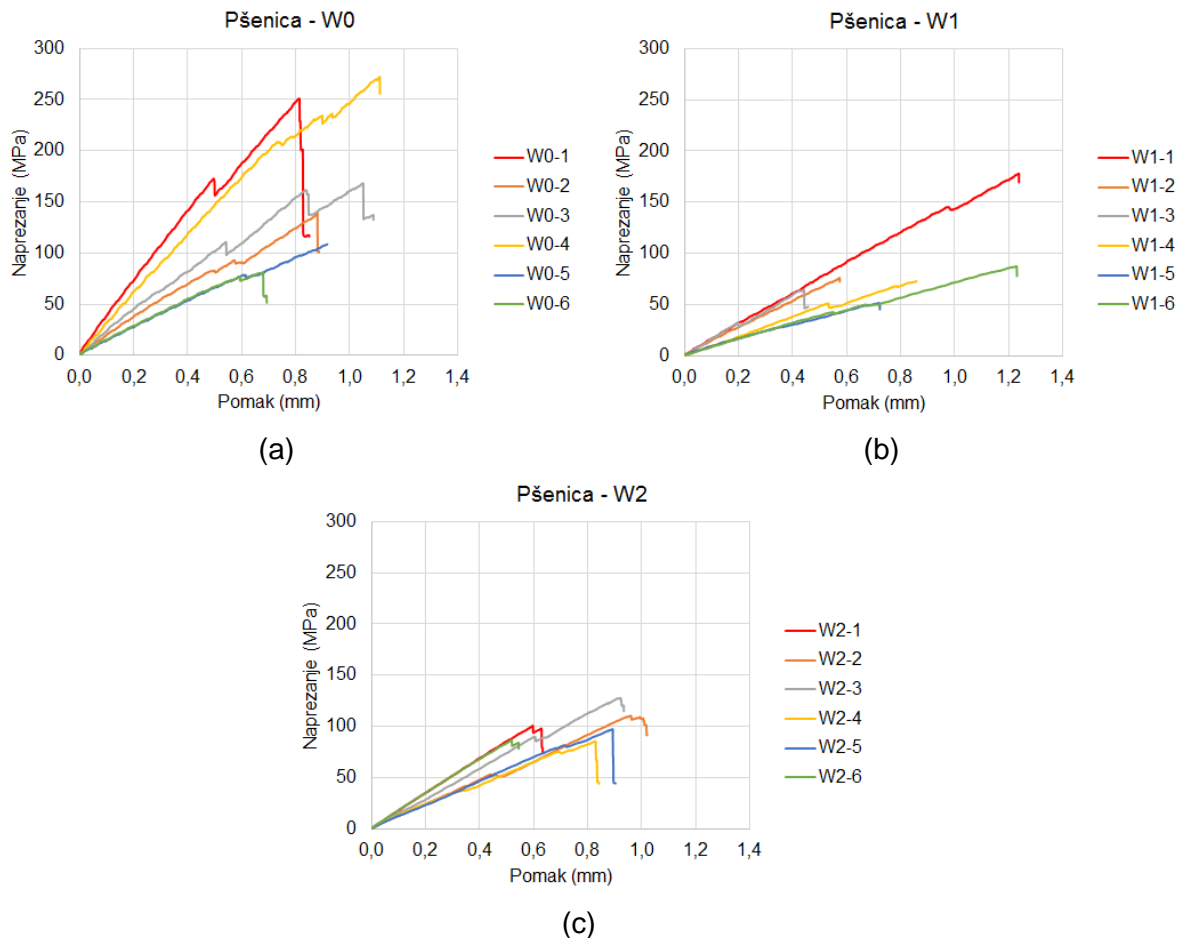 Pšenica - W0
Naprezanje (MPa)
300
250
200
150
100
50
0
0,0 0,2 0,4 0,6 0,8 1,0 1,2 1,4
Pomak (mm)
W0-1
W0-2
W0-3
W0-4
W0-5
W0-6
(a)
Pšenica - W1
Naprezanje (MPa)
300
250
200
150
100
50
0
0,0 0,2 0,4 0,6 0,8 1,0 1,2 1,4
Pomak (mm)
W1-1
W1-2
W1-3
W1-4
W1-5
W1-6
(b)
Pšenica - W2
Naprezanje (MPa)
300
250
200
150
100
50
0
0,0 0,2 0,4 0,6 0,8 1,0 1,2 1,4
Pomak (mm)
W2-1
W2-2
W2-3
W2-4
W2-5
W2-6
(c)